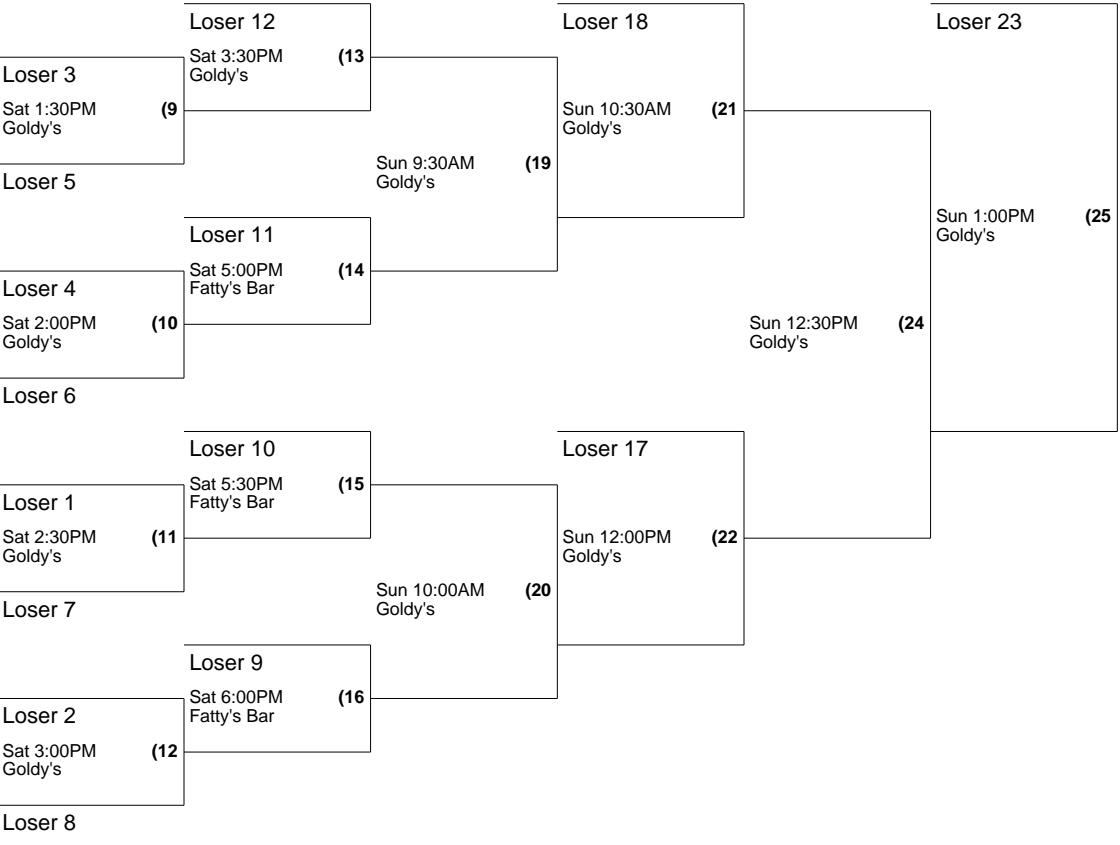 Loser 12
Sat 3:30PM (13
Goldy's
Loser 3
Sat 1:30PM (9
Goldy's
Loser 5
Loser 11
Sat 5:00PM (14
Fatty's Bar
Loser 4
Sat 2:00PM (10
Goldy's
Loser 6
Loser 10
Sat 5:30PM (15
Fatty's Bar
Loser 1
Sat 2:30PM (11
Goldy's
Loser 7
Loser 9
Sat 6:00PM (16
Fatty's Bar
Loser 2
Sat 3:00PM (12
Goldy's
Loser 8
Sun 9:30AM (19
Goldy's
Sun 10:00AM (20
Goldy's
Loser 18
Sun 10:30AM (21
Goldy's
Loser 17
Sun 12:00PM (22
Goldy's
Sun 12:30PM (24
Goldy's
Loser 23
Sun 1:00PM (25
Goldy's